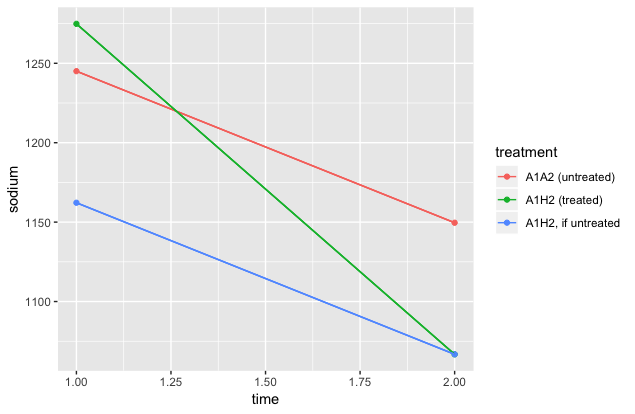 sodium
1250
1200
1150
1100
1.00
1.25
1.50
1.75
2.00
time
treatment
A1A2 (untreated)
A1H2 (treated)
A1H2, if untreated